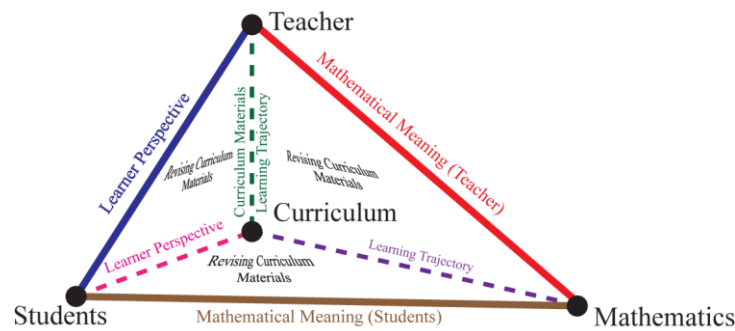 Teacher
Learner Perspective
Mathematical Meaning (Teacher)
Curriculum Materials
Learning Trajectory
Revising Curriculum
Materials
Revising Curriculum
Materials
Curriculum
Learner Perspective
Learning Trajectory
Revising Curriculum
Materials
Students
Mathematical Meaning (Students)
Mathematics